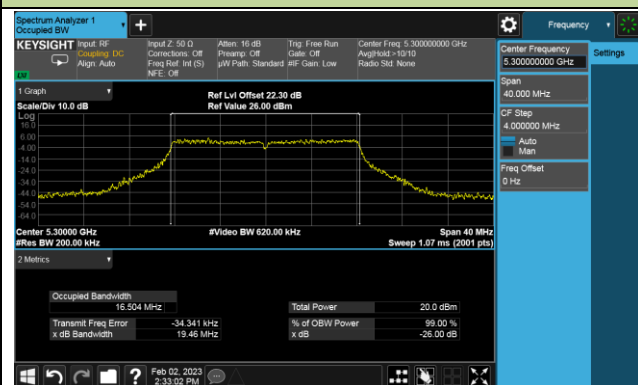 Spectrum Analyzer 1
Occupied BW
Frequency
KEYSIGHT
Input: RF
Coupling: DC
Align: Auto
Input Z: 50 Ω
Corrections: Off
Freq Ref: Int (S)
NFE: Off
Atten: 16 dB
Preamp: Off
µW Path: Standard
Trig: Free Run
Gate: Off
#IF Gain: Low
Center Freq: 5.300000000 GHz
Avg|Hold:>10/10
Radio Std: None
Center Frequency
5.300000000 GHz
Settings
Span
40.000 MHz
CF Step
4.000000 MHz
Auto
Man
Freq Offset
0 Hz
1 Graph
Scale/Div 10.0 dB
Ref Lvl Offset 22.30 dB
Ref Value 26.00 dBm
Log
16.0
6.00
-4.00
-14.0
-24.0
-34.0
-44.0
-54.0
-64.0
Center 5.30000 GHz
#Res BW 200.00 kHz
#Video BW 620.00 kHz
Span 40 MHz
Sweep 1.07 ms (2001 pts)
2 Metrics
Occupied Bandwidth
16.504 MHz
Total Power 20.0 dBm
Transmit Freq Error -34.341 kHz
% of OBW Power 99.00 %
x dB Bandwidth 19.46 MHz
x dB -26.00 dB
Feb 02, 2023
2:33:02 PM